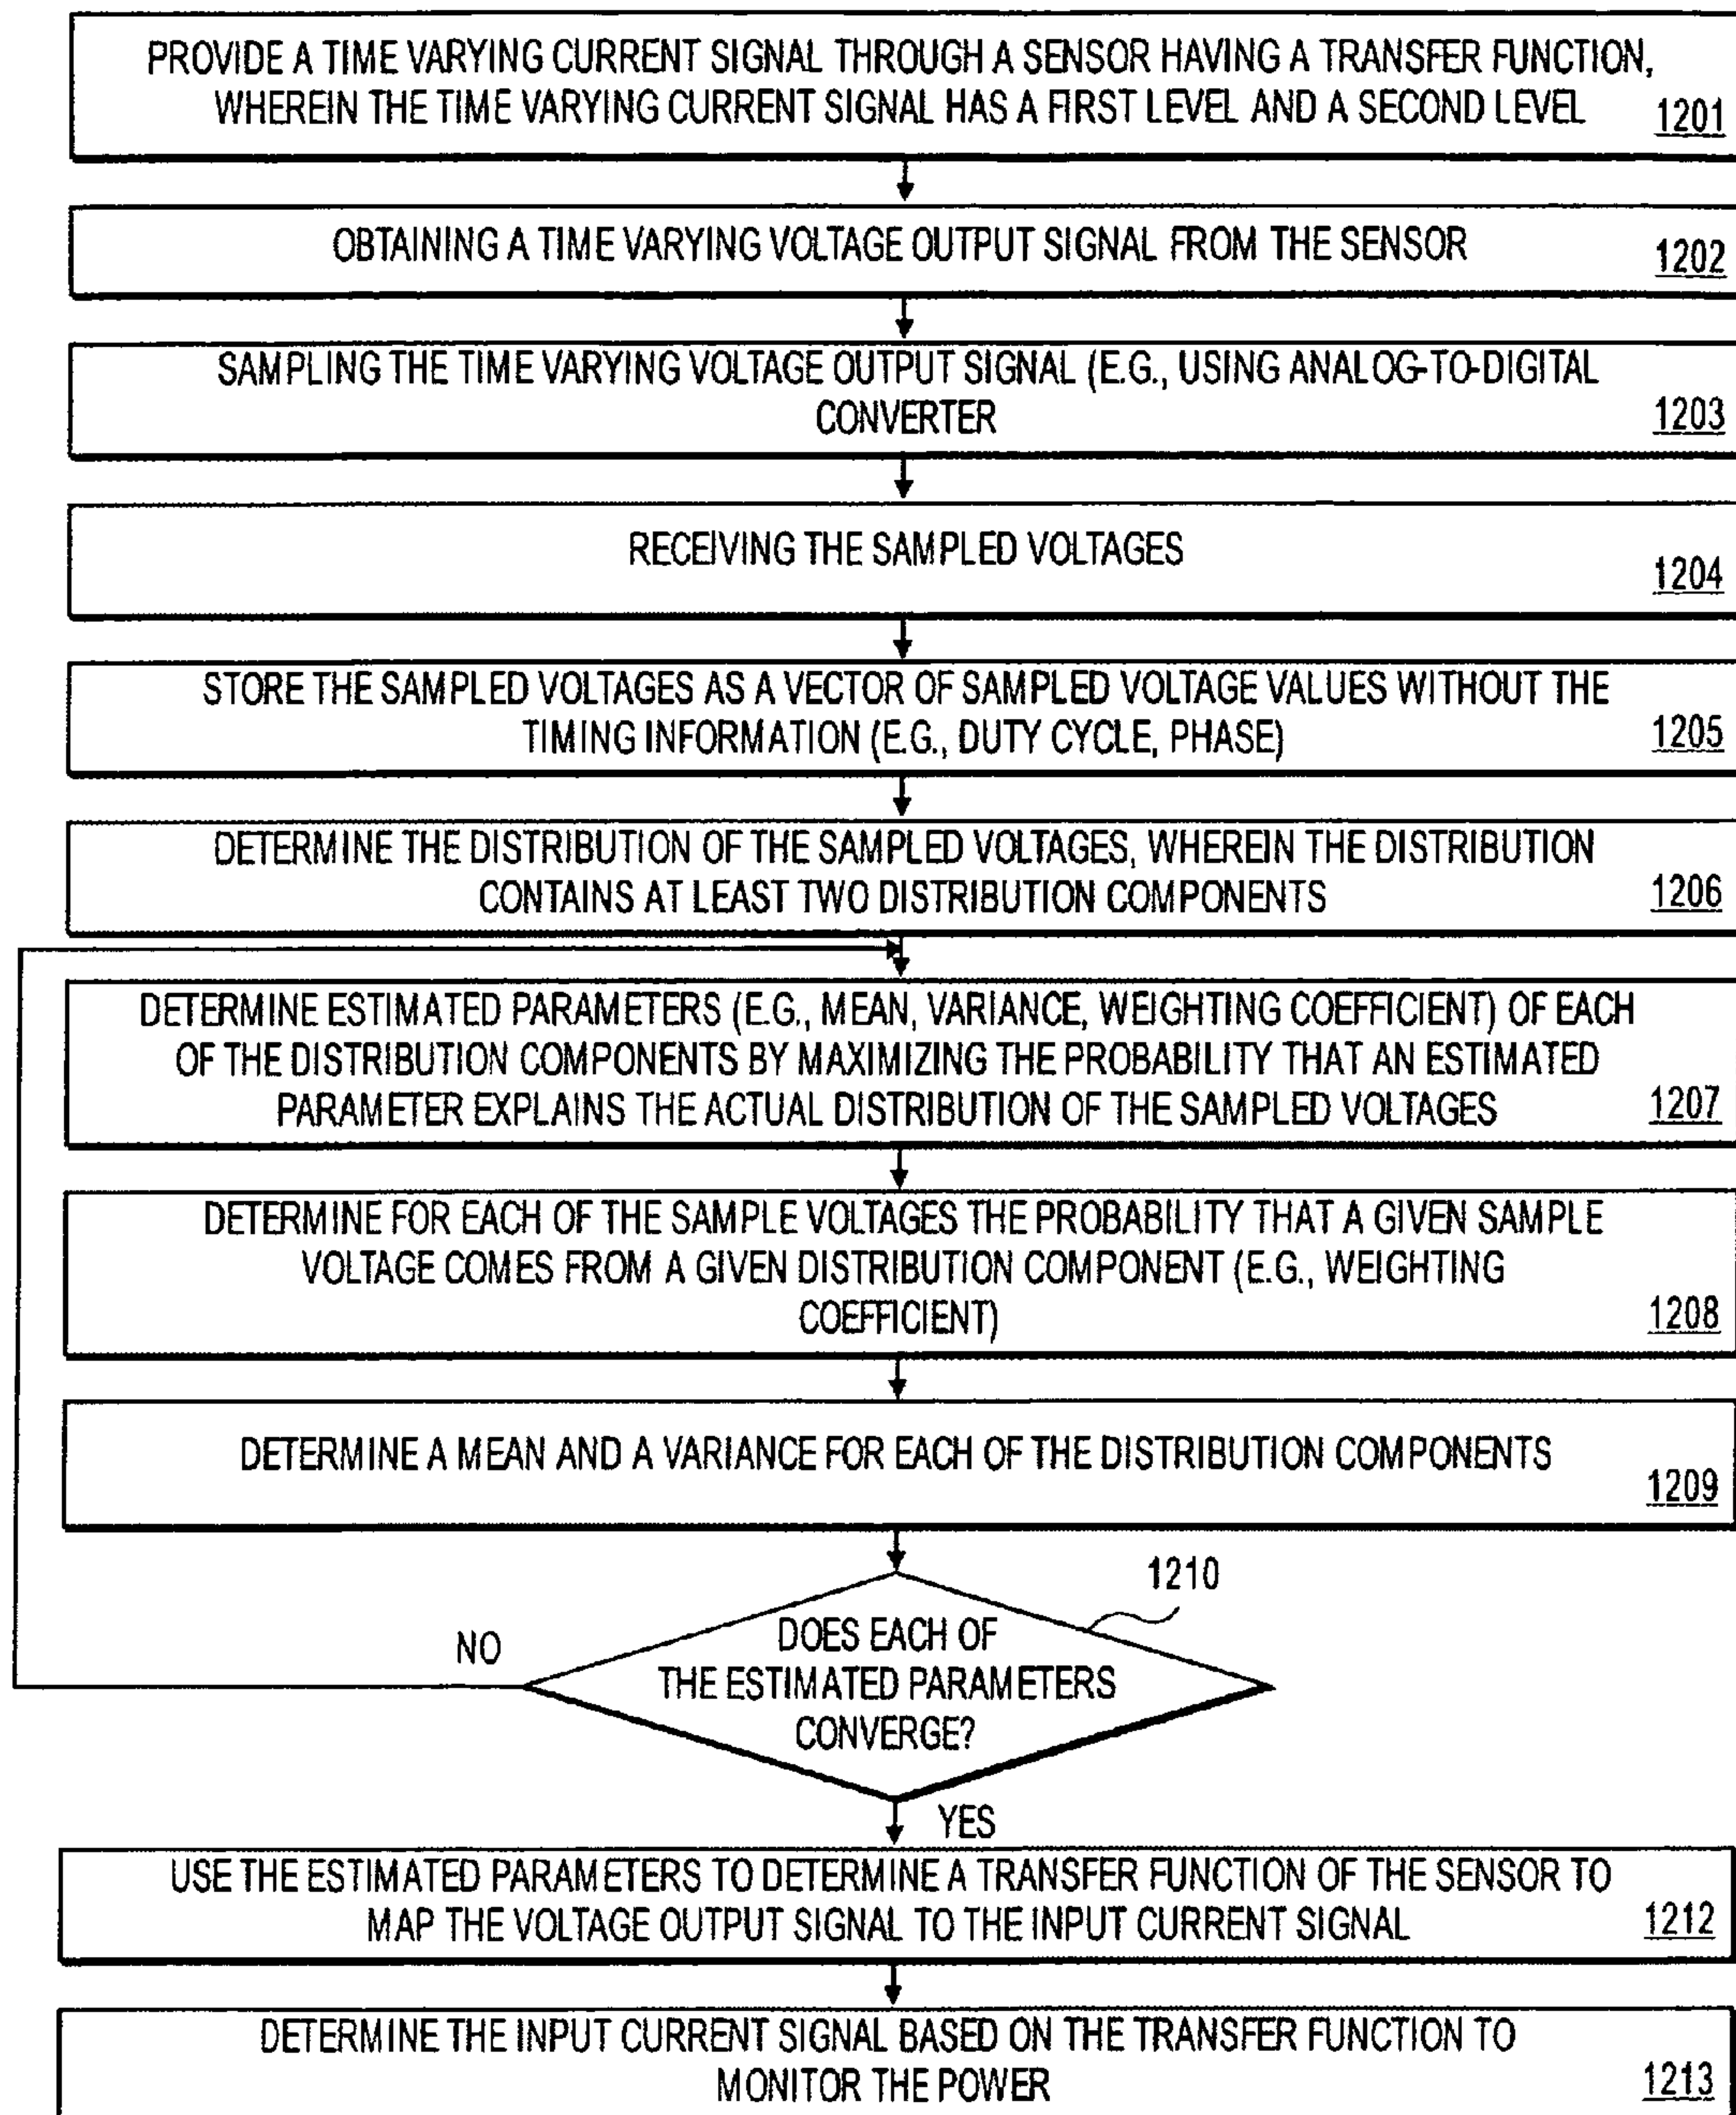 PROVIDE A TIME VARYING CURRENT SIGNAL THROUGH A SENSOR HAVING A TRANSFER FUNCTION,
WHEREIN THE TIME VARYING CURRENT SIGNAL HAS A FIRST LEVEL AND A SECOND LEVEL
1201
OBTAINING A TIME VARYING VOLTAGE OUTPUT SIGNAL FROM THE SENSOR
1202
SAMPLING THE TIME VARYING VOLTAGE OUTPUT SIGNAL (E.G., USING ANALOG-TO-DIGITAL
CONVERTER
1203
RECEIVING THE SAMPLED VOLTAGES
1204
STORE THE SAMPLED VOLTAGES AS A VECTOR OF SAMPLED VOLTAGE VALUES WITHOUT THE
TIMING INFORMATION (E.G., DUTY CYCLE, PHASE)
1205
DETERMINE THE DISTRIBUTION OF THE SAMPLED VOLTAGES, WHEREIN THE DISTRIBUTION
CONTAINS AT LEAST TWO DISTRIBUTION COMPONENTS
1206
DETERMINE ESTIMATED PARAMETERS (E.G., MEAN, VARIANCE, WEIGHTING COEFFICIENT) OF EACH
OF THE DISTRIBUTION COMPONENTS BY MAXIMIZING THE PROBABILITY THAT AN ESTIMATED
PARAMETER EXPLAINS THE ACTUAL DISTRIBUTION OF THE SAMPLED VOLTAGES
1207
DETERMINE FOR EACH OF THE SAMPLE VOLTAGES THE PROBABILITY THAT A GIVEN SAMPLE
VOLTAGE COMES FROM A GIVEN DISTRIBUTION COMPONENT (E.G., WEIGHTING
COEFFICIENT)
1208
DETERMINE A MEAN AND A VARIANCE FOR EACH OF THE DISTRIBUTION COMPONENTS
1209
1210
DOES EACH OF
THE ESTIMATED PARAMETERS
CONVERGE?
NO
YES
USE THE ESTIMATED PARAMETERS TO DETERMINE A TRANSFER FUNCTION OF THE SENSOR TO
MAP THE VOLTAGE OUTPUT SIGNAL TO THE INPUT CURRENT SIGNAL
1212
DETERMINE THE INPUT CURRENT SIGNAL BASED ON THE TRANSFER FUNCTION TO
MONITOR THE POWER
1213